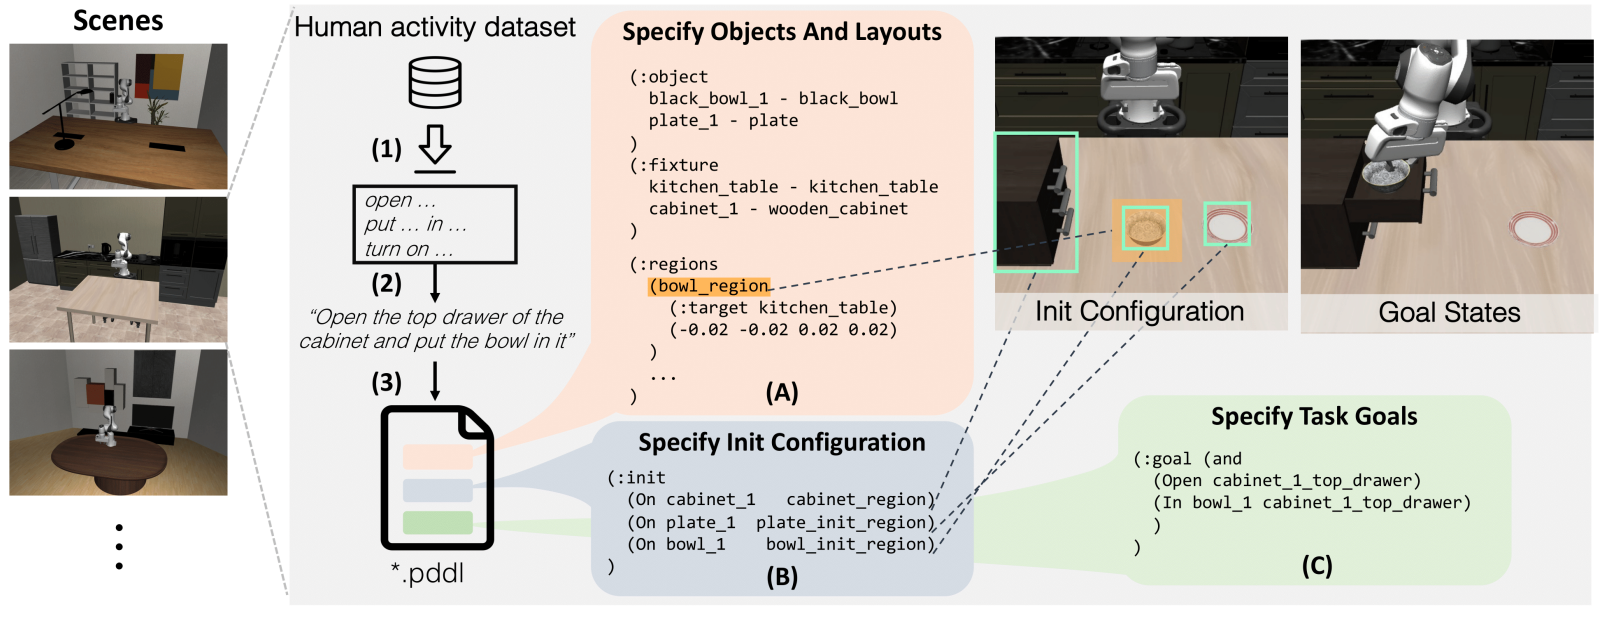 Scenes
Human activity dataset
(1)
open ...
put ... in ...
turn on ...
(2)
“Open the top drawer of the
cabinet and put the bowl in it”
(3)
*.pddl
Specify Objects And Layouts
(:object
black_bowl_1 - black_bowl
plate_1 - plate
)
(:fixture
kitchen_table - kitchen_table
cabinet_1 - wooden_cabinet
)
(:regions
(bowl_region
(:target kitchen_table)
(-0.02 -0.02 0.02 0.02)
)
...
)
(A)
Specify Init Configuration
(:init
(On cabinet_1 cabinet_region)
(On plate_1 plate_init_region)
(On bowl_1 bowl_init_region)
)
(B)
Init Configuration
Goal States
Specify Task Goals
(:goal (and
(Open cabinet_1_top_drawer)
(In bowl_1 cabinet_1_top_drawer)
)
)
(C)